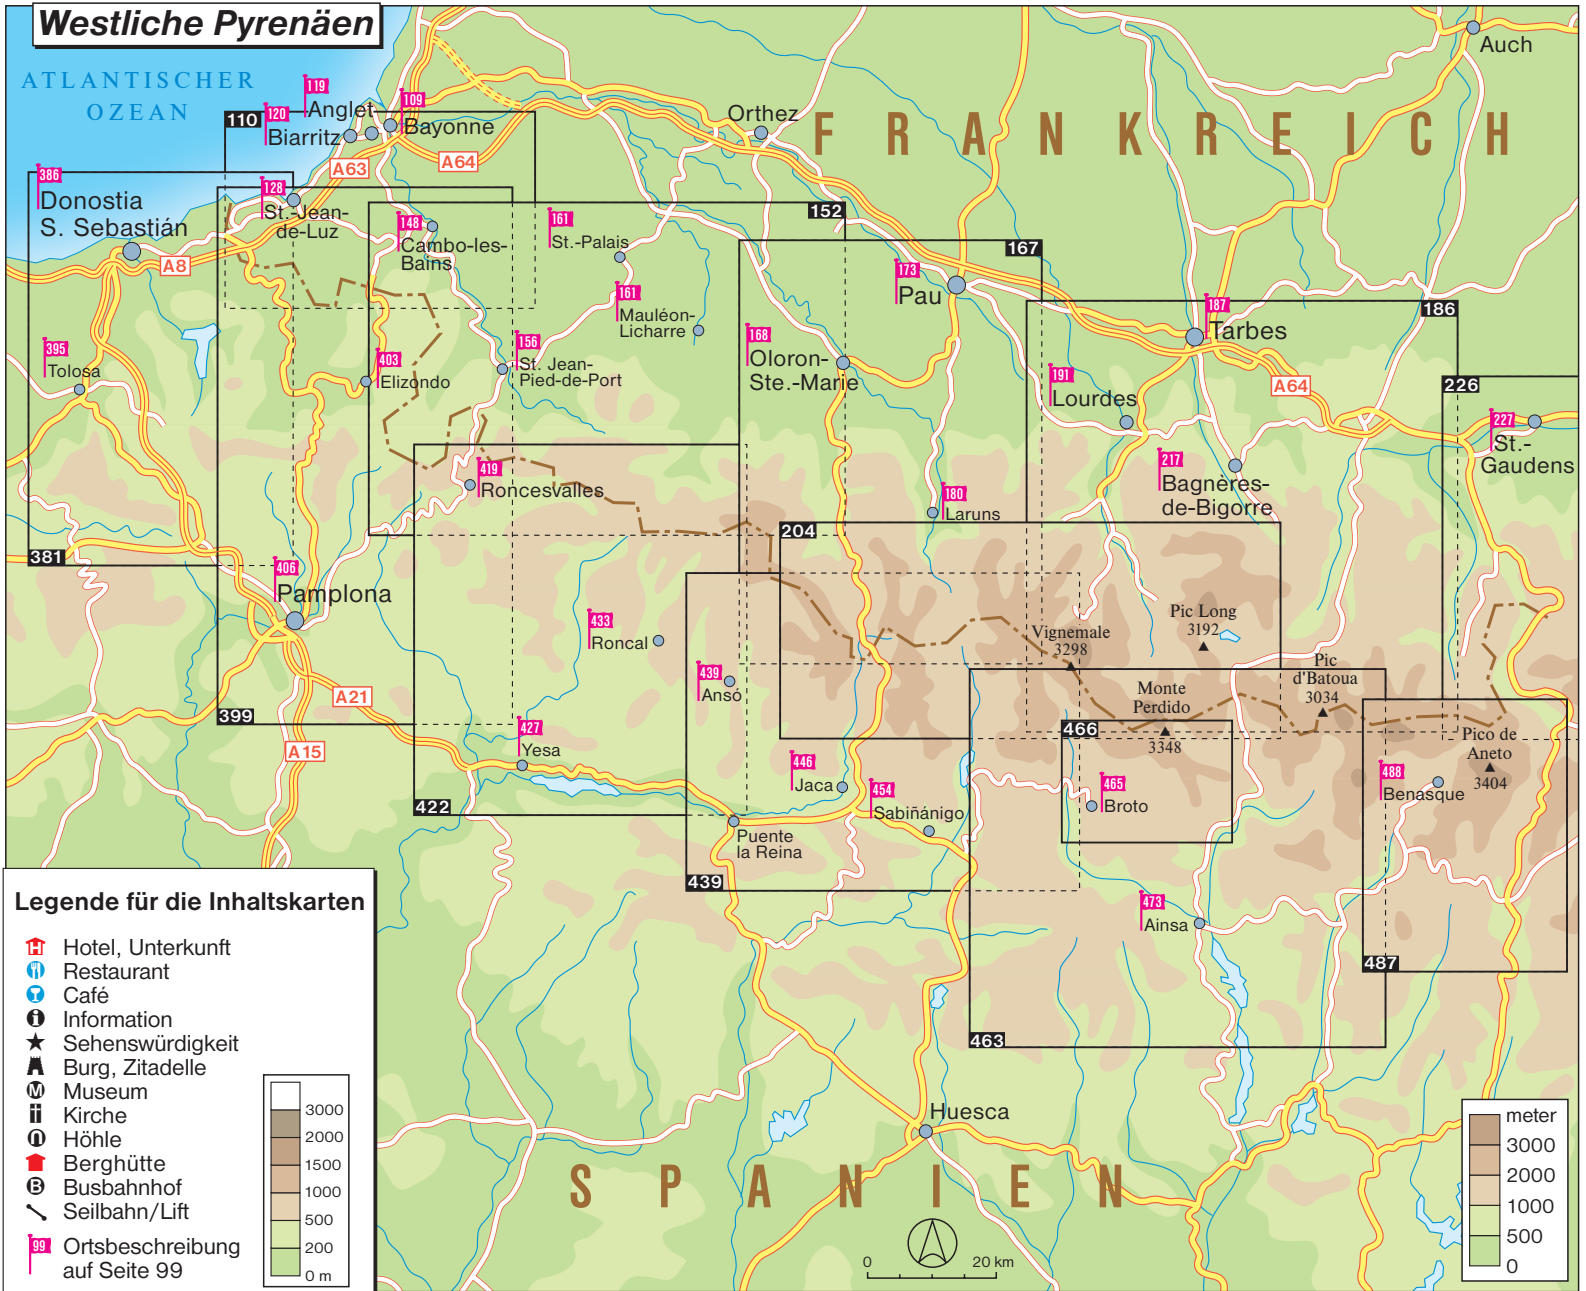 Westliche Pyrenäen
ATLANTISCHER
OZEAN
FRANKREICH
SPANIEN
Auch
119
Anglet
120
Biarritz
109
Bayonne
110
A63
A64
Orthez
386
Donostia
S. Sebastián
A8
128
St.-Jean-
de-Luz
148
Cambo-les-
Bains
161
St.-Palais
161
Mauléon-
Licharre
152
167
173
Pau
187
Tarbes
186
395
Tolosa
403
Elizondo
156
St. Jean-
Pied-de-Port
168
Oloron-
Ste.-Marie
191
Lourdes
A64
226
227
St.-
Gaudens
217
Bagnères-
de-Bigorre
419
Roncesvalles
180
Laruns
204
381
406
Pamplona
433
Roncal
439
Ansó
Vignemale
3298
Pic Long
3192
Pic
d'Batoua
3034
Monte
Perdido
3348
466
Pico de
Aneto
3404
A21
399
A15
427
Yesa
422
446
Jaca
454
Sabiñánigo
465
Broto
488
Benasque
Puente
la Reina
439
473
Ainsa
487
463
Huesca
Legende für die Inhaltskarten
H Hotel, Unterkunft
Restaurant
Café
i Information
Sehenswürdigkeit
Burg, Zitadelle
M Museum
Kirche
Höhle
Berghütte
B Busbahnhof
Seilbahn/Lift
99 Ortsbeschreibung
auf Seite 99
3000
2000
1500
1000
500
200
0 m
0 20 km
meter
3000
2000
1000
500
0